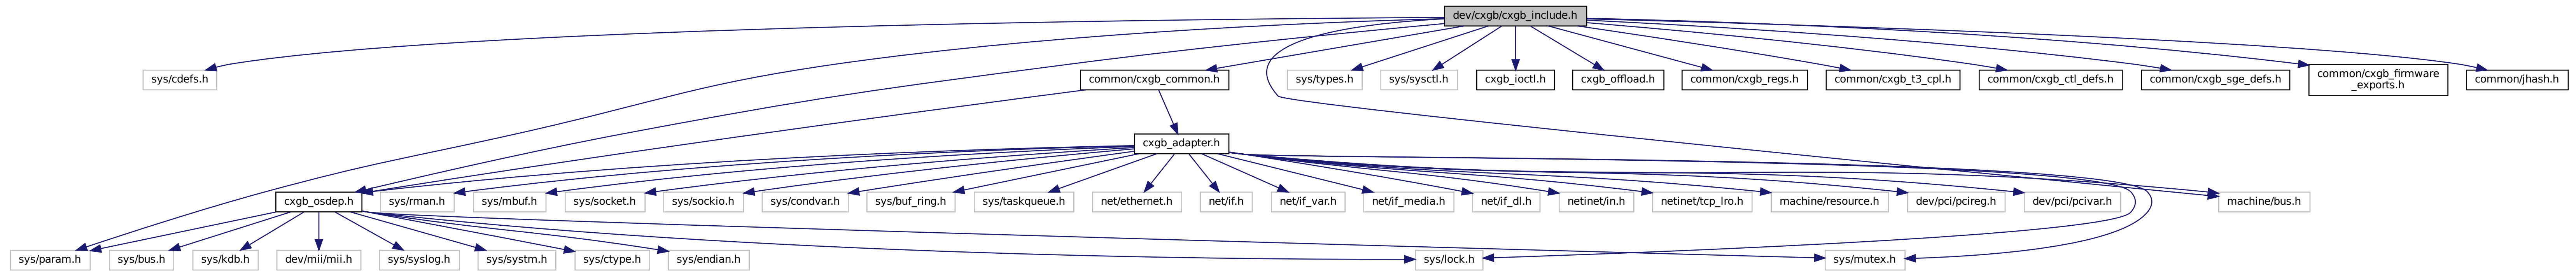 dev/cxgb/cxgb_include.h
sys/cdefs.h
common/cxgb_common.h
sys/types.h
sys/sysctl.h
cxgb_ioctl.h
cxgb_offload.h
common/cxgb_regs.h
common/cxgb_t3_cpl.h
common/cxgb_ctl_defs.h
common/cxgb_sge_defs.h
common/cxgb_firmware
_exports.h
common/jhash.h
cxgb_adapter.h
cxgb_osdep.h
sys/rman.h
sys/mbuf.h
sys/socket.h
sys/sockio.h
sys/condvar.h
sys/buf_ring.h
sys/taskqueue.h
net/ethernet.h
net/if.h
net/if_var.h
net/if_media.h
net/if_dl.h
netinet/in.h
netinet/tcp_lro.h
machine/resource.h
dev/pci/pcireg.h
dev/pci/pcivar.h
machine/bus.h
sys/param.h
sys/bus.h
sys/kdb.h
dev/mii/mii.h
sys/syslog.h
sys/systm.h
sys/ctype.h
sys/endian.h
sys/lock.h
sys/mutex.h